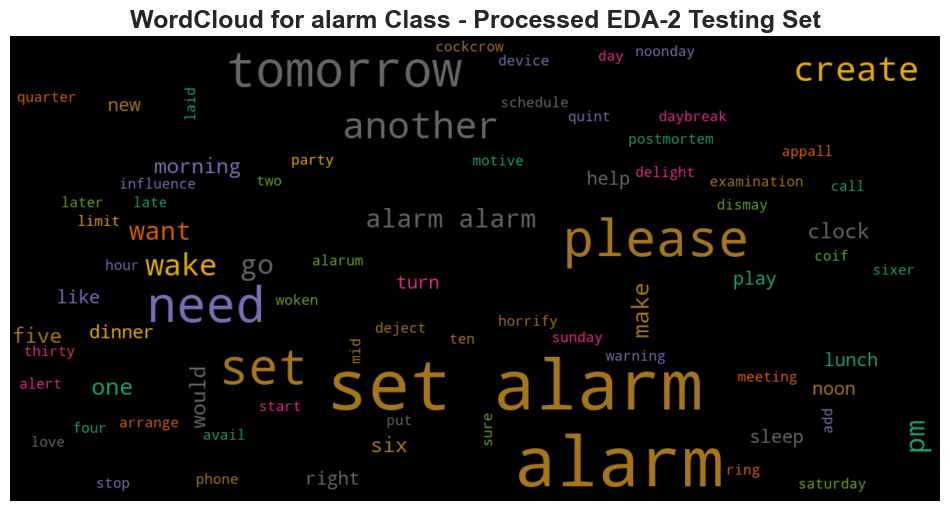 WordCloud for alarm Class - Processed EDA-2 Testing Set
cockcrow
tomorrow
device
day
noonday
create
quarter
new
laid
schedule
another
quint
daybreak
postmortem
morning
party
motive
appall
influence
two
help
delight
examination
call
later
late
dismay
limit
want
alarm alarm
please
clock
hour
wake
go
alarum
coif
sixer
like
need
woken
turn
play
make
five
dinner
deject
ten
horrify
sunday
thirty
mid
warning
lunch
alert
one
would
set
set alarm
meeting
noon
start
four
arrange
put
add
love
avail
six
sure
sleep
pm
stop
phone
right
alarm
ring
saturday